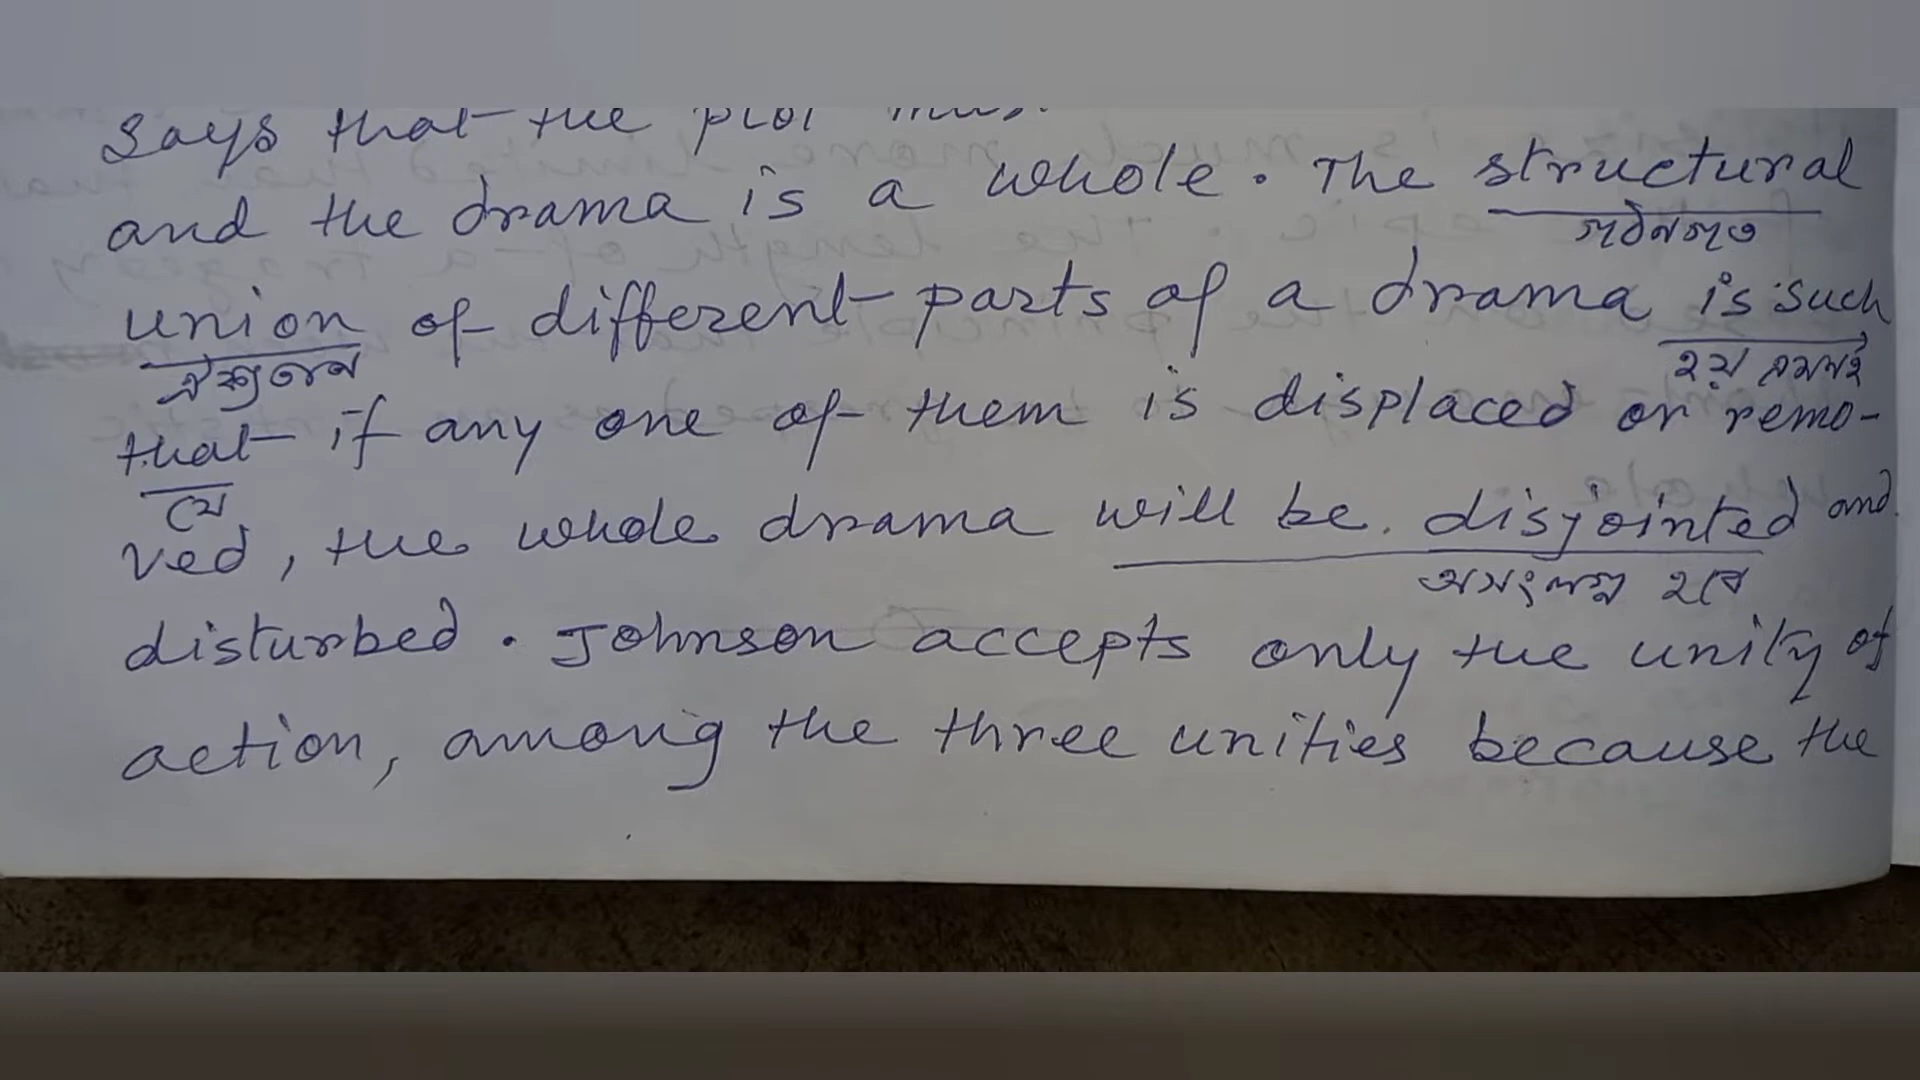 says that the plot
and the drama is a whole. The structural
গঠনগত
union of different parts of a drama is such
ঐক্য হয় এমনই
that if any one of them is displaced or remo-
যে
ved, the whole drama will be disjointed and
অসংলগ্ন হবে
disturbed. Johnson accepts only the unity of
action, among the three unities because the